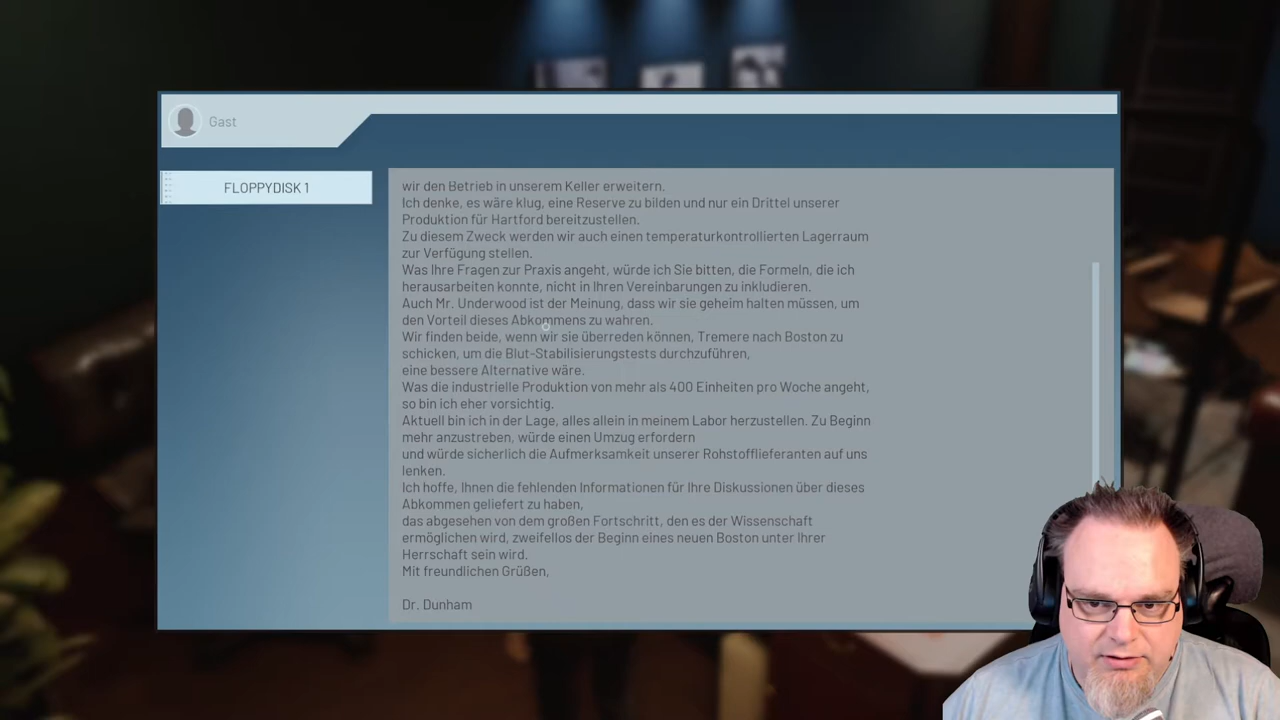 Gast
FLOPPYDISK 1
wir den Betrieb in unserem Keller erweitern.
Ich denke, es wäre klug, eine Reserve zu bilden und nur ein Drittel unserer
Produktion für Hartford bereitzustellen.
Zu diesem Zweck werden wir auch einen temperaturkontrollierten Lagerraum
zur Verfügung stellen.
Was Ihre Fragen zur Praxis angeht, würde ich Sie bitten, die Formeln, die ich
herausarbeiten konnte, nicht in Ihren Vereinbarungen zu inkludieren.
Auch Mr. Underwood ist der Meinung, dass wir sie geheim halten müssen, um
den Vorteil dieses Abkommens zu wahren.
Wir finden beide, wenn wir sie überreden können, Tremere nach Boston zu
schicken, um die Blut-Stabilisierungstests durchzuführen,
eine bessere Alternative wäre.
Was die industrielle Produktion von mehr als 400 Einheiten pro Woche angeht,
so bin ich eher vorsichtig.
Aktuell bin ich in der Lage, alles allein in meinem Labor herzustellen. Zu Beginn
mehr anzustreben, würde einen Umzug erfordern
und würde sicherlich die Aufmerksamkeit unserer Rohstofflieferanten auf uns
lenken.
Ich hoffe, Ihnen die fehlenden Informationen für Ihre Diskussionen über dieses
Abkommen geliefert zu haben,
das abgesehen von dem großen Fortschritt, den es der Wissenschaft
ermöglichen wird, zweifellos der Beginn eines neuen Boston unter Ihrer
Herrschaft sein wird.
Mit freundlichen Grüßen,
Dr. Dunham